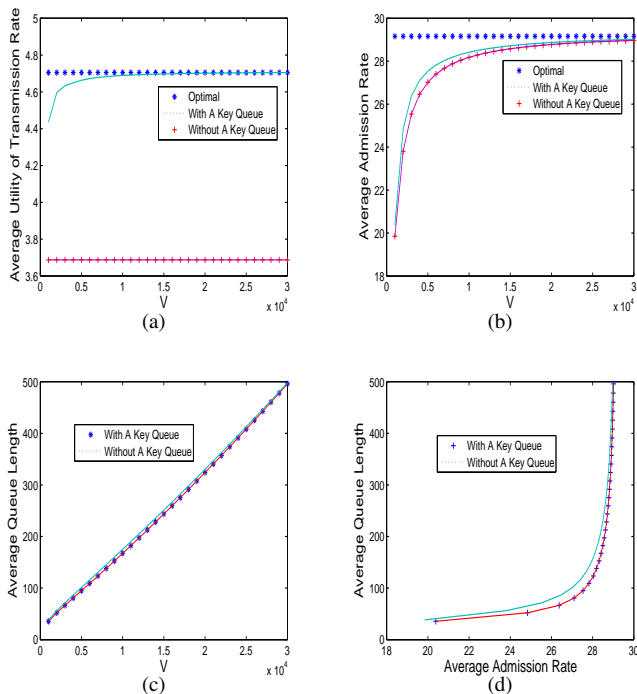 Average Utility of Transmission Rate
5
4.8
4.6
4.4
4.2
4
3.8
3.6
0
0.5
1
1.5
2
2.5
3
x 10^4
V
Optimal
With A Key Queue
Without A Key Queue
(a)
Average Admission Rate
30
28
26
24
22
20
18
0
0.5
1
1.5
2
2.5
3
x 10^4
V
Optimal
With A Key Queue
Without A Key Queue
(b)
Average Queue Length
500
400
300
200
100
0
0
0.5
1
1.5
2
2.5
3
x 10^4
V
With A Key Queue
Without A Key Queue
(c)
Average Queue Length
500
400
300
200
100
0
18
20
22
24
26
28
30
Average Admission Rate
With A Key Queue
Without A Key Queue
(d)